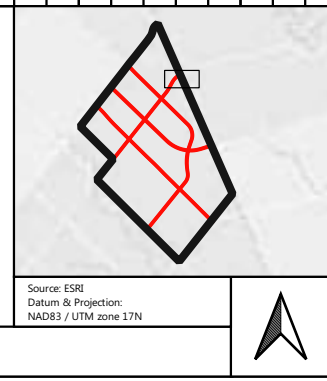 Source: ESRI
Datum & Projection:
NAD83 / UTM zone 17N